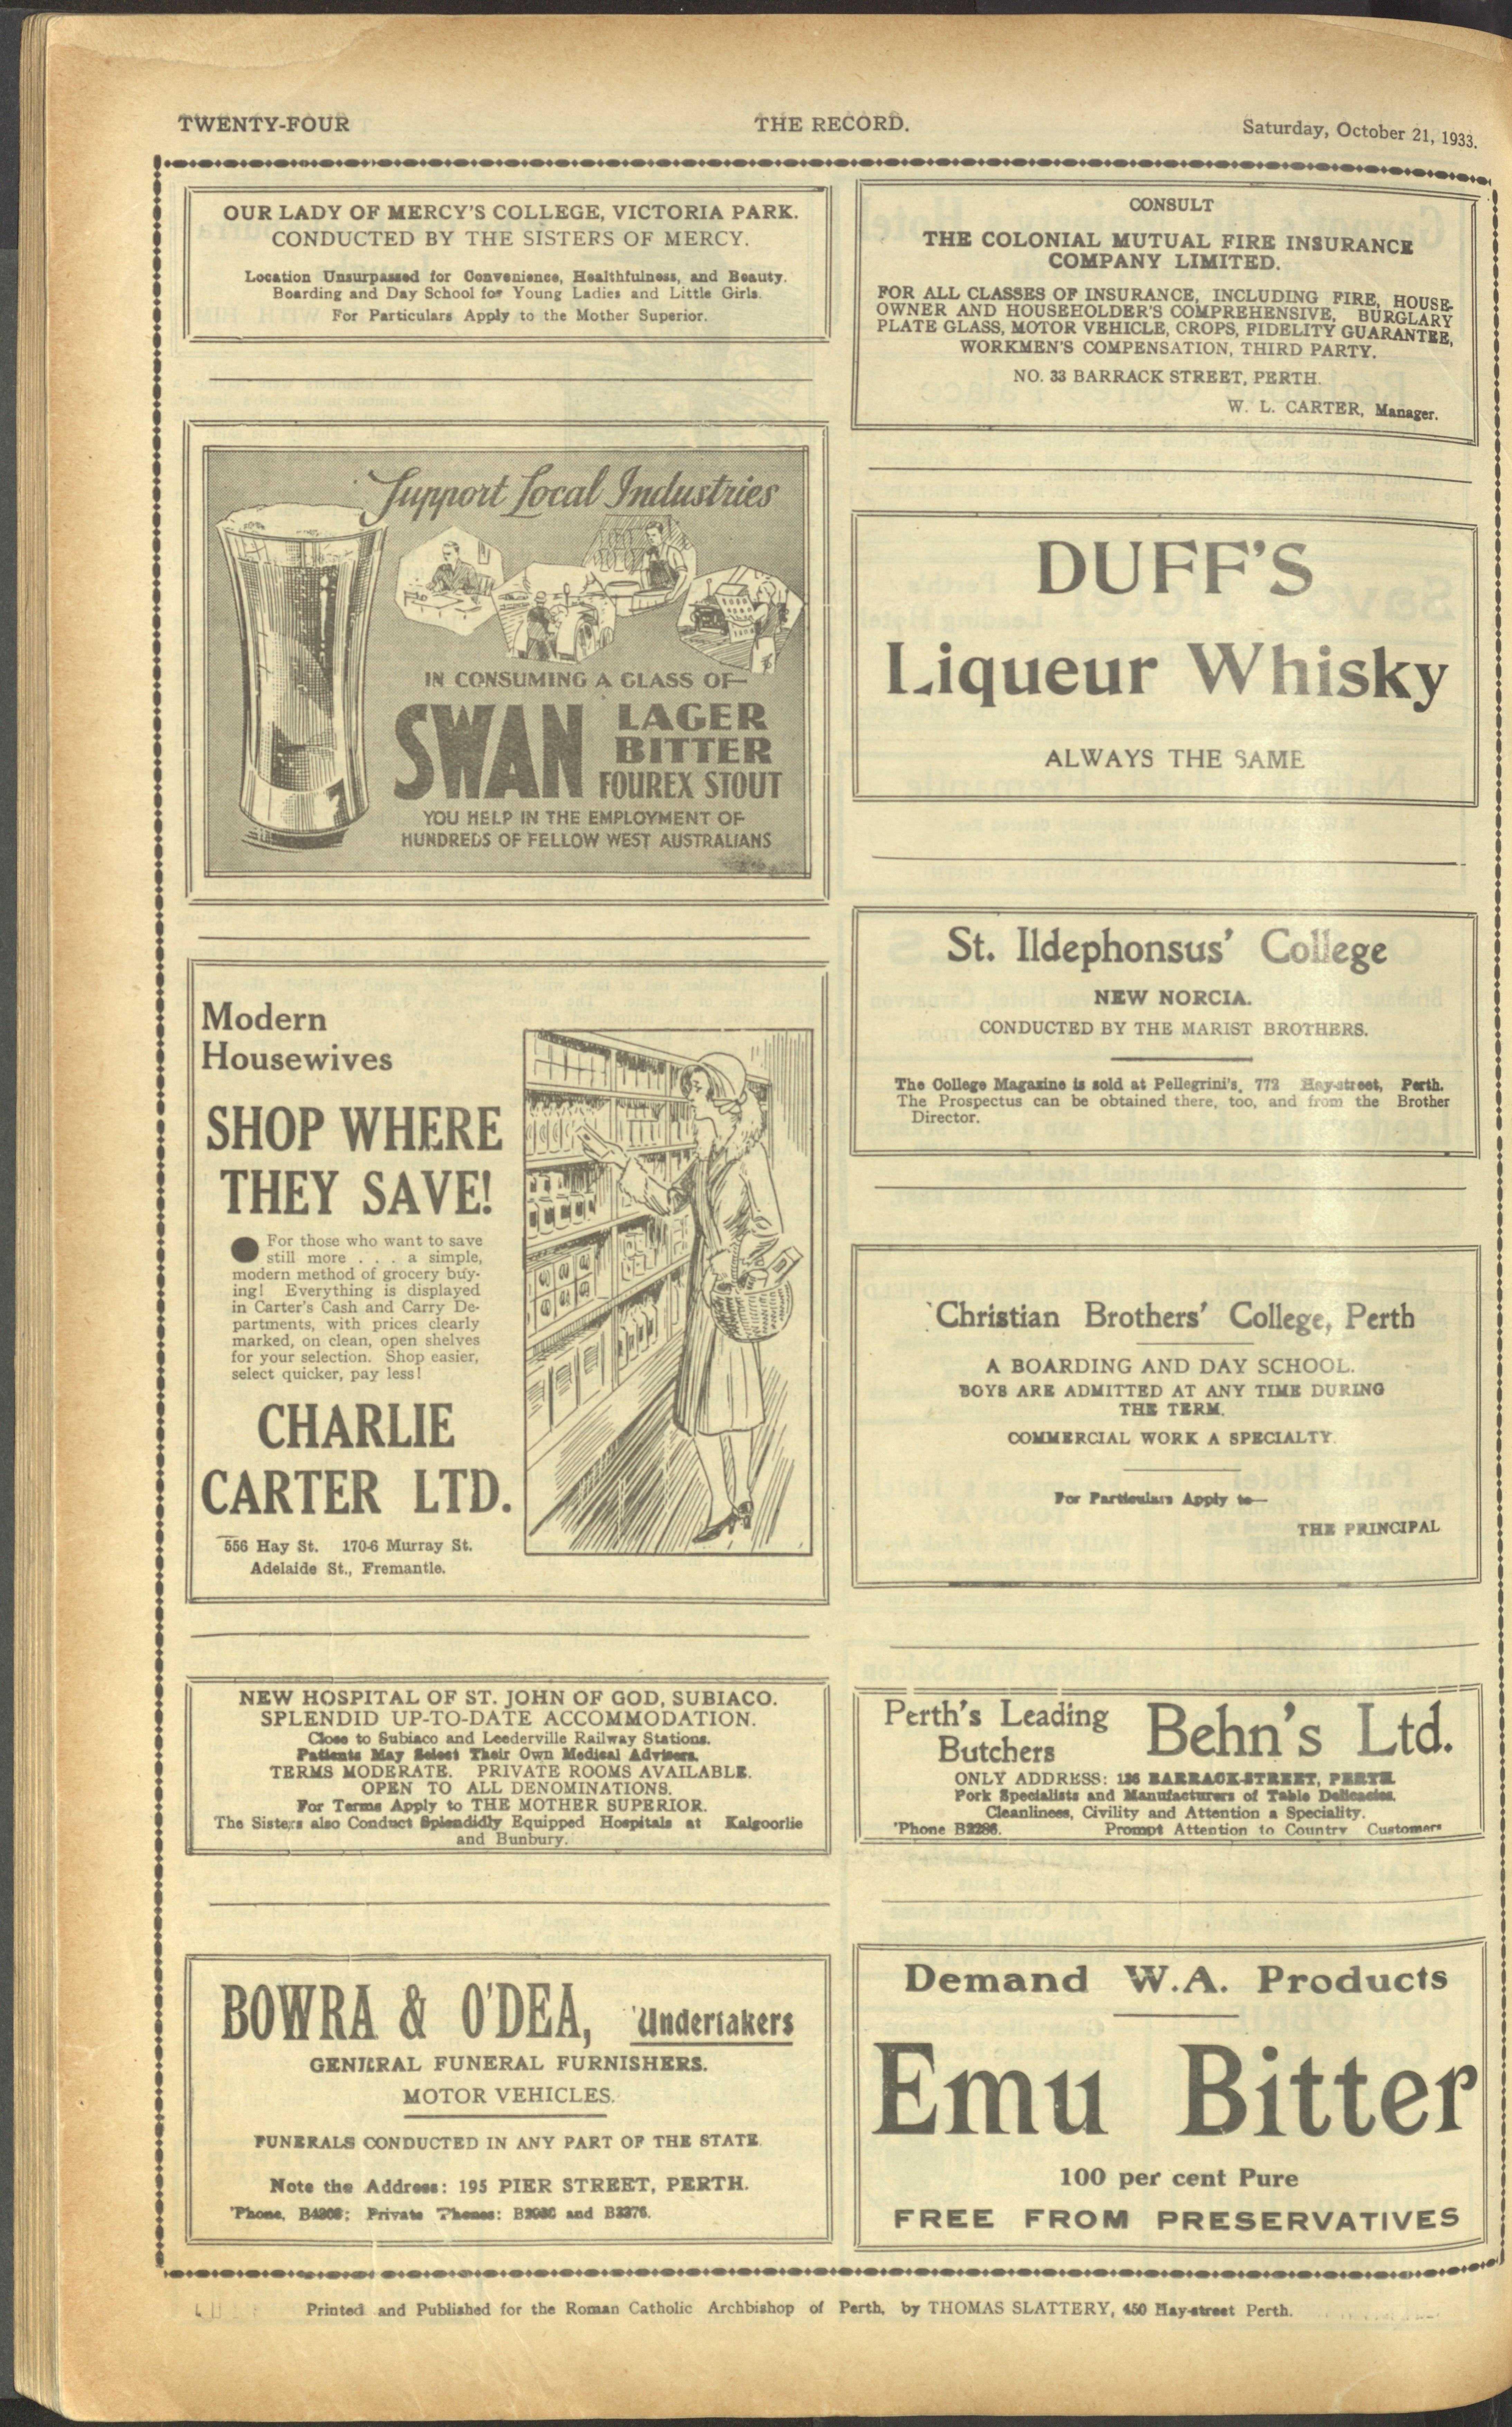 TWENTY-FOUR
THE RECORD.
Saturday, October 21, 1933.
OUR LADY OF MERCY'S COLLEGE, VICTORIA PARK.
CONDUCTED BY THE SISTERS OF MERCY.
Location Unsurpassed for Convenience, Healthfulness, and Beauty.
Boarding and Day School for Young Ladies and Little Girls.
For Particulars Apply to the Mother Superior.
Support Local Industries
IN CONSUMING A GLASS OF—
SWAN LAGER
BITTER
FOUREX STOUT
YOU HELP IN THE EMPLOYMENT OF
HUNDREDS OF FELLOW WEST AUSTRALIANS
Modern
Housewives
SHOP WHERE
THEY SAVE!
For those who want to save
still more . . . a simple,
modern method of grocery buy-
ing! Everything is displayed
in Carter's Cash and Carry De-
partments, with prices clearly
marked, on clean, open shelves
for your selection. Shop easier,
select quicker, pay less!
CHARLIE
CARTER LTD.
556 Hay St. 170-6 Murray St.
Adelaide St., Fremantle.
NEW HOSPITAL OF ST. JOHN OF GOD, SUBIACO.
SPLENDID UP-TO-DATE ACCOMMODATION.
Close to Subiaco and Leederville Railway Stations.
Patients May Select Their Own Medical Advisers.
TERMS MODERATE. PRIVATE ROOMS AVAILABLE.
OPEN TO ALL DENOMINATIONS.
For Terms Apply to THE MOTHER SUPERIOR.
The Sisters also Conduct Splendidly Equipped Hospitals at Kalgoorlie
and Bunbury.
BOWRA & O'DEA, Undertakers
GENERAL FUNERAL FURNISHERS.
MOTOR VEHICLES.
FUNERALS CONDUCTED IN ANY PART OF THE STATE.
Note the Address: 195 PIER STREET, PERTH.
'Phone, B4308; Private 'Phones: and B3376.
CONSULT
THE COLONIAL MUTUAL FIRE INSURANCE
COMPANY LIMITED.
FOR ALL CLASSES OF INSURANCE, INCLUDING FIRE, HOUSE-
OWNER AND HOUSEHOLDER'S COMPREHENSIVE, BURGLARY
PLATE GLASS, MOTOR VEHICLE, CROPS, FIDELITY GUARANTEE,
WORKMEN'S COMPENSATION, THIRD PARTY.
NO. 33 BARRACK STREET, PERTH.
W. L. CARTER, Manager.
DUFF'S
Liqueur Whisky
ALWAYS THE SAME
St. Ildephonsus' College
NEW NORCIA.
CONDUCTED BY THE MARIST BROTHERS.
The College Magazine is sold at Pellegrini's, 772 Hay-street, Perth.
The Prospectus can be obtained there, too, and from the Brother
Director.
Christian Brothers' College, Perth
A BOARDING AND DAY SCHOOL.
BOYS ARE ADMITTED AT ANY TIME DURING
THE TERM.
COMMERCIAL WORK A SPECIALTY.
For Particulars Apply to—
THE PRINCIPAL
Perth's Leading
Butchers
Behn's Ltd.
ONLY ADDRESS: 136 BARRACK-STREET, PERTH.
Pork Specialists and Manufacturers of Table Delicacies.
Cleanliness, Civility and Attention a Speciality.
'Phone B2286. Prompt Attention to Country Customers
Demand W.A. Products
Emu Bitter
100 per cent Pure
FREE FROM PRESERVATIVES
Printed and Published for the Roman Catholic Archbishop of Perth, by THOMAS SLATTERY, 450 Hay-street Perth.